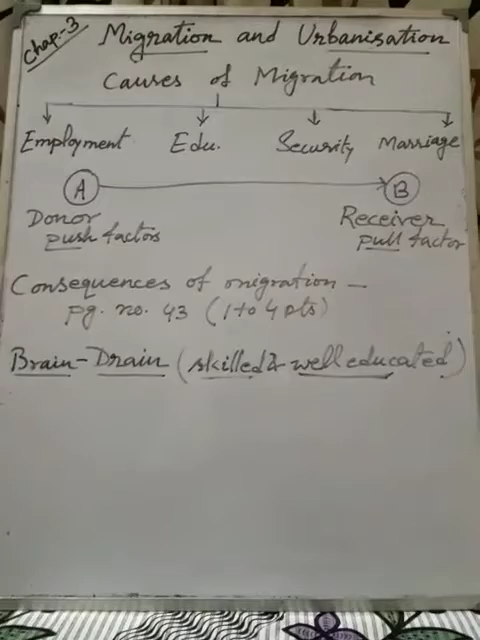 Chap.-3
Migration and Urbanisation
Causes of Migration
Employment Edu. Security Marriage
A B
Donor Receiver
push factors pull factor
Consequences of migration –
pg. no. 43 (1 to 4 pts)
Brain-Drain (skilled & well educated)